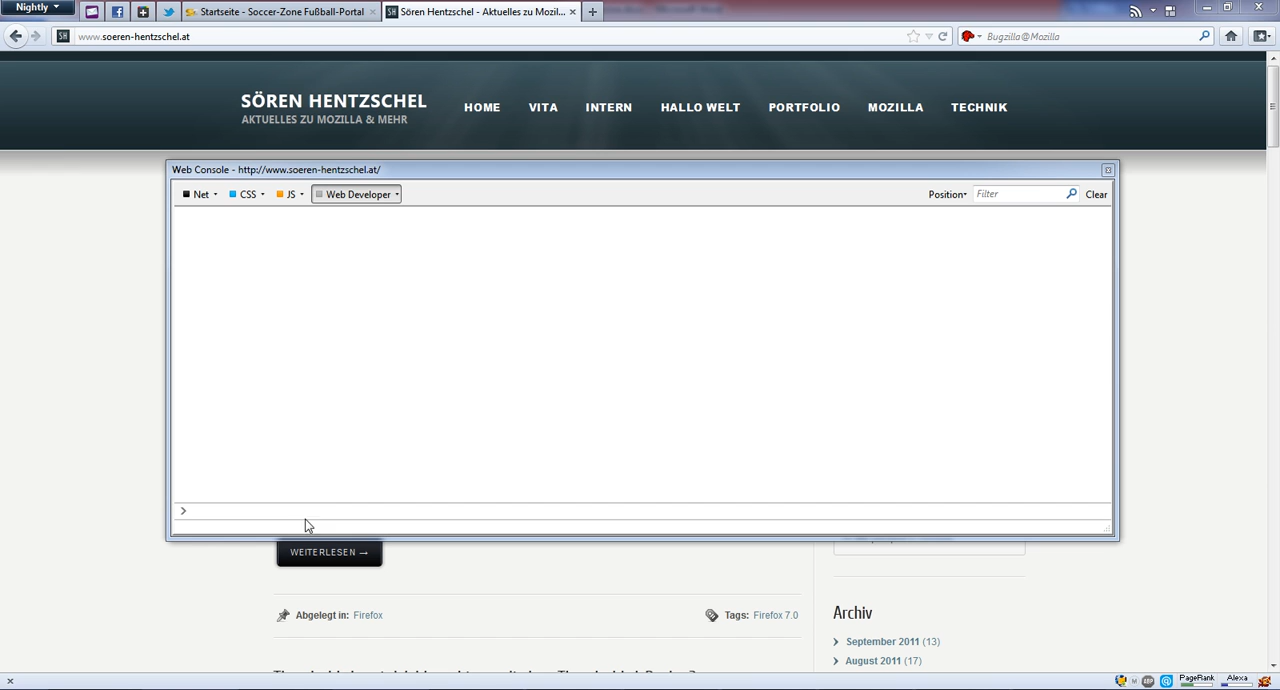 Nightly
Startseite - Soccer-Zone Fußball-Portal
Sören Hentzschel - Aktuelles zu Mozil...
SH www.soeren-hentzschel.at
Bugzilla@Mozilla
SÖREN HENTZSCHEL
AKTUELLES ZU MOZILLA & MEHR
HOME VITA INTERN HALLO WELT PORTFOLIO MOZILLA TECHNIK
Web Console - http://www.soeren-hentzschel.at/
Net CSS JS Web Developer Position Filter Clear
WEITERLESEN →
Abgelegt in: Firefox
Tags: Firefox 7.0
Archiv
September 2011 (13)
August 2011 (17)
ABP PageRank Alexa